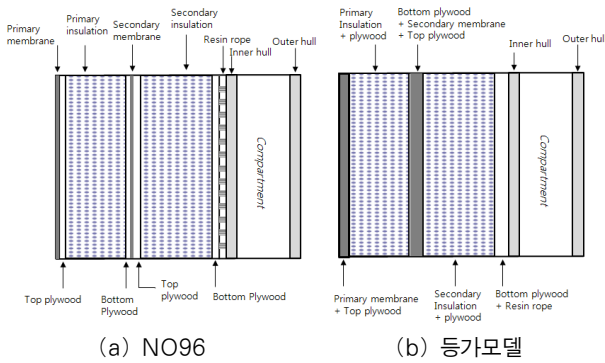 Primary
membrane
Primary
insulation
Secondary
membrane
Secondary
insulation
Resin rope
Inner hull
Outer hull
Compartment
Top plywood
Bottom
Plywood
Top
plywood
Bottom Plywood
(a) NO96
Primary
Insulation
+ plywood
Bottom plywood
+ Secondary membrane
+ Top plywood
Inner hull
Outer hull
Compartment
Primary membrane
+ Top plywood
Secondary
Insulation
+ plywood
Bottom plywood
+ Resin rope
(b) 등가모델